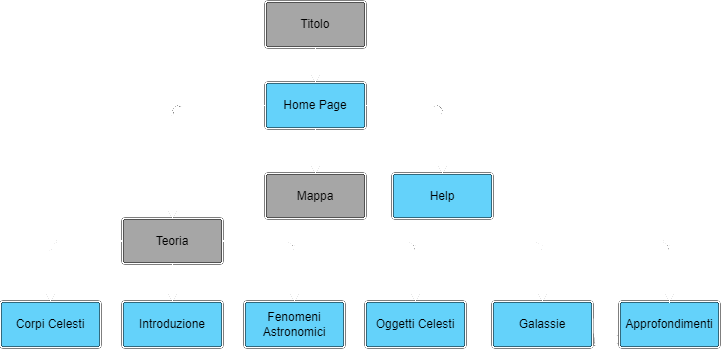 Titolo
Home Page
Mappa
Help
Teoria
Corpi Celesti
Introduzione
Fenomeni
Astronomici
Oggetti Celesti
Galassie
Approfondimenti